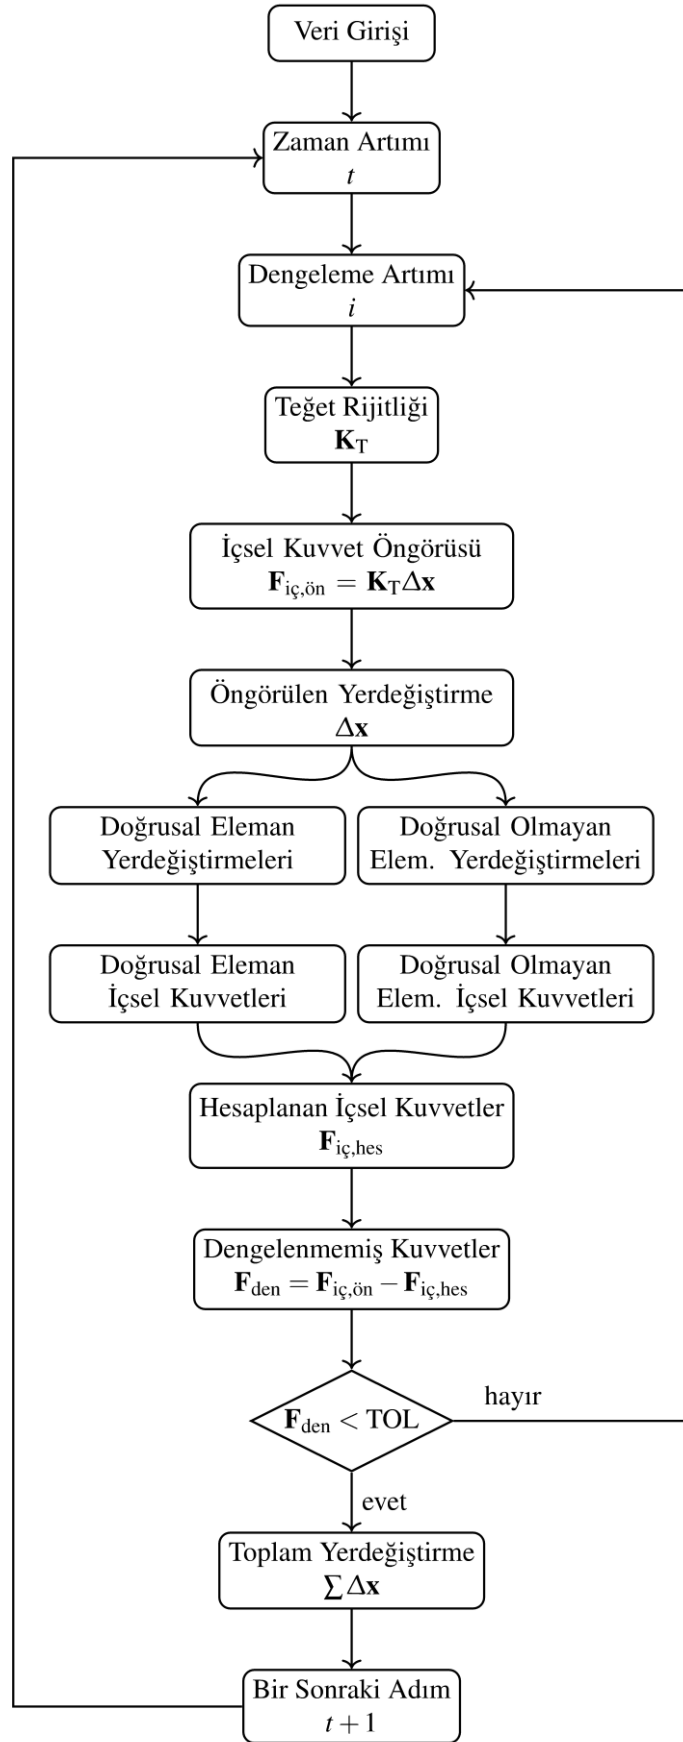 Veri Girişi
Zaman Artımı
t
Dengeleme Artımı
i
Teğet Rijitliği
K_T
İçsel Kuvvet Öngörüsü
F_iç,ön = K_TΔx
Öngörülen Yerdeğiştirme
Δx
Doğrusal Eleman
Yerdeğiştirmeleri
Doğrusal Olmayan
Elem. Yerdeğiştirmeleri
Doğrusal Eleman
İçsel Kuvvetleri
Doğrusal Olmayan
Elem. İçsel Kuvvetleri
Hesaplanan İçsel Kuvvetler
F_iç,hes
Dengelenmemiş Kuvvetler
F_den = F_iç,ön − F_iç,hes
F_den < TOL
hayır
evet
Toplam Yerdeğiştirme
∑Δx
Bir Sonraki Adım
t + 1